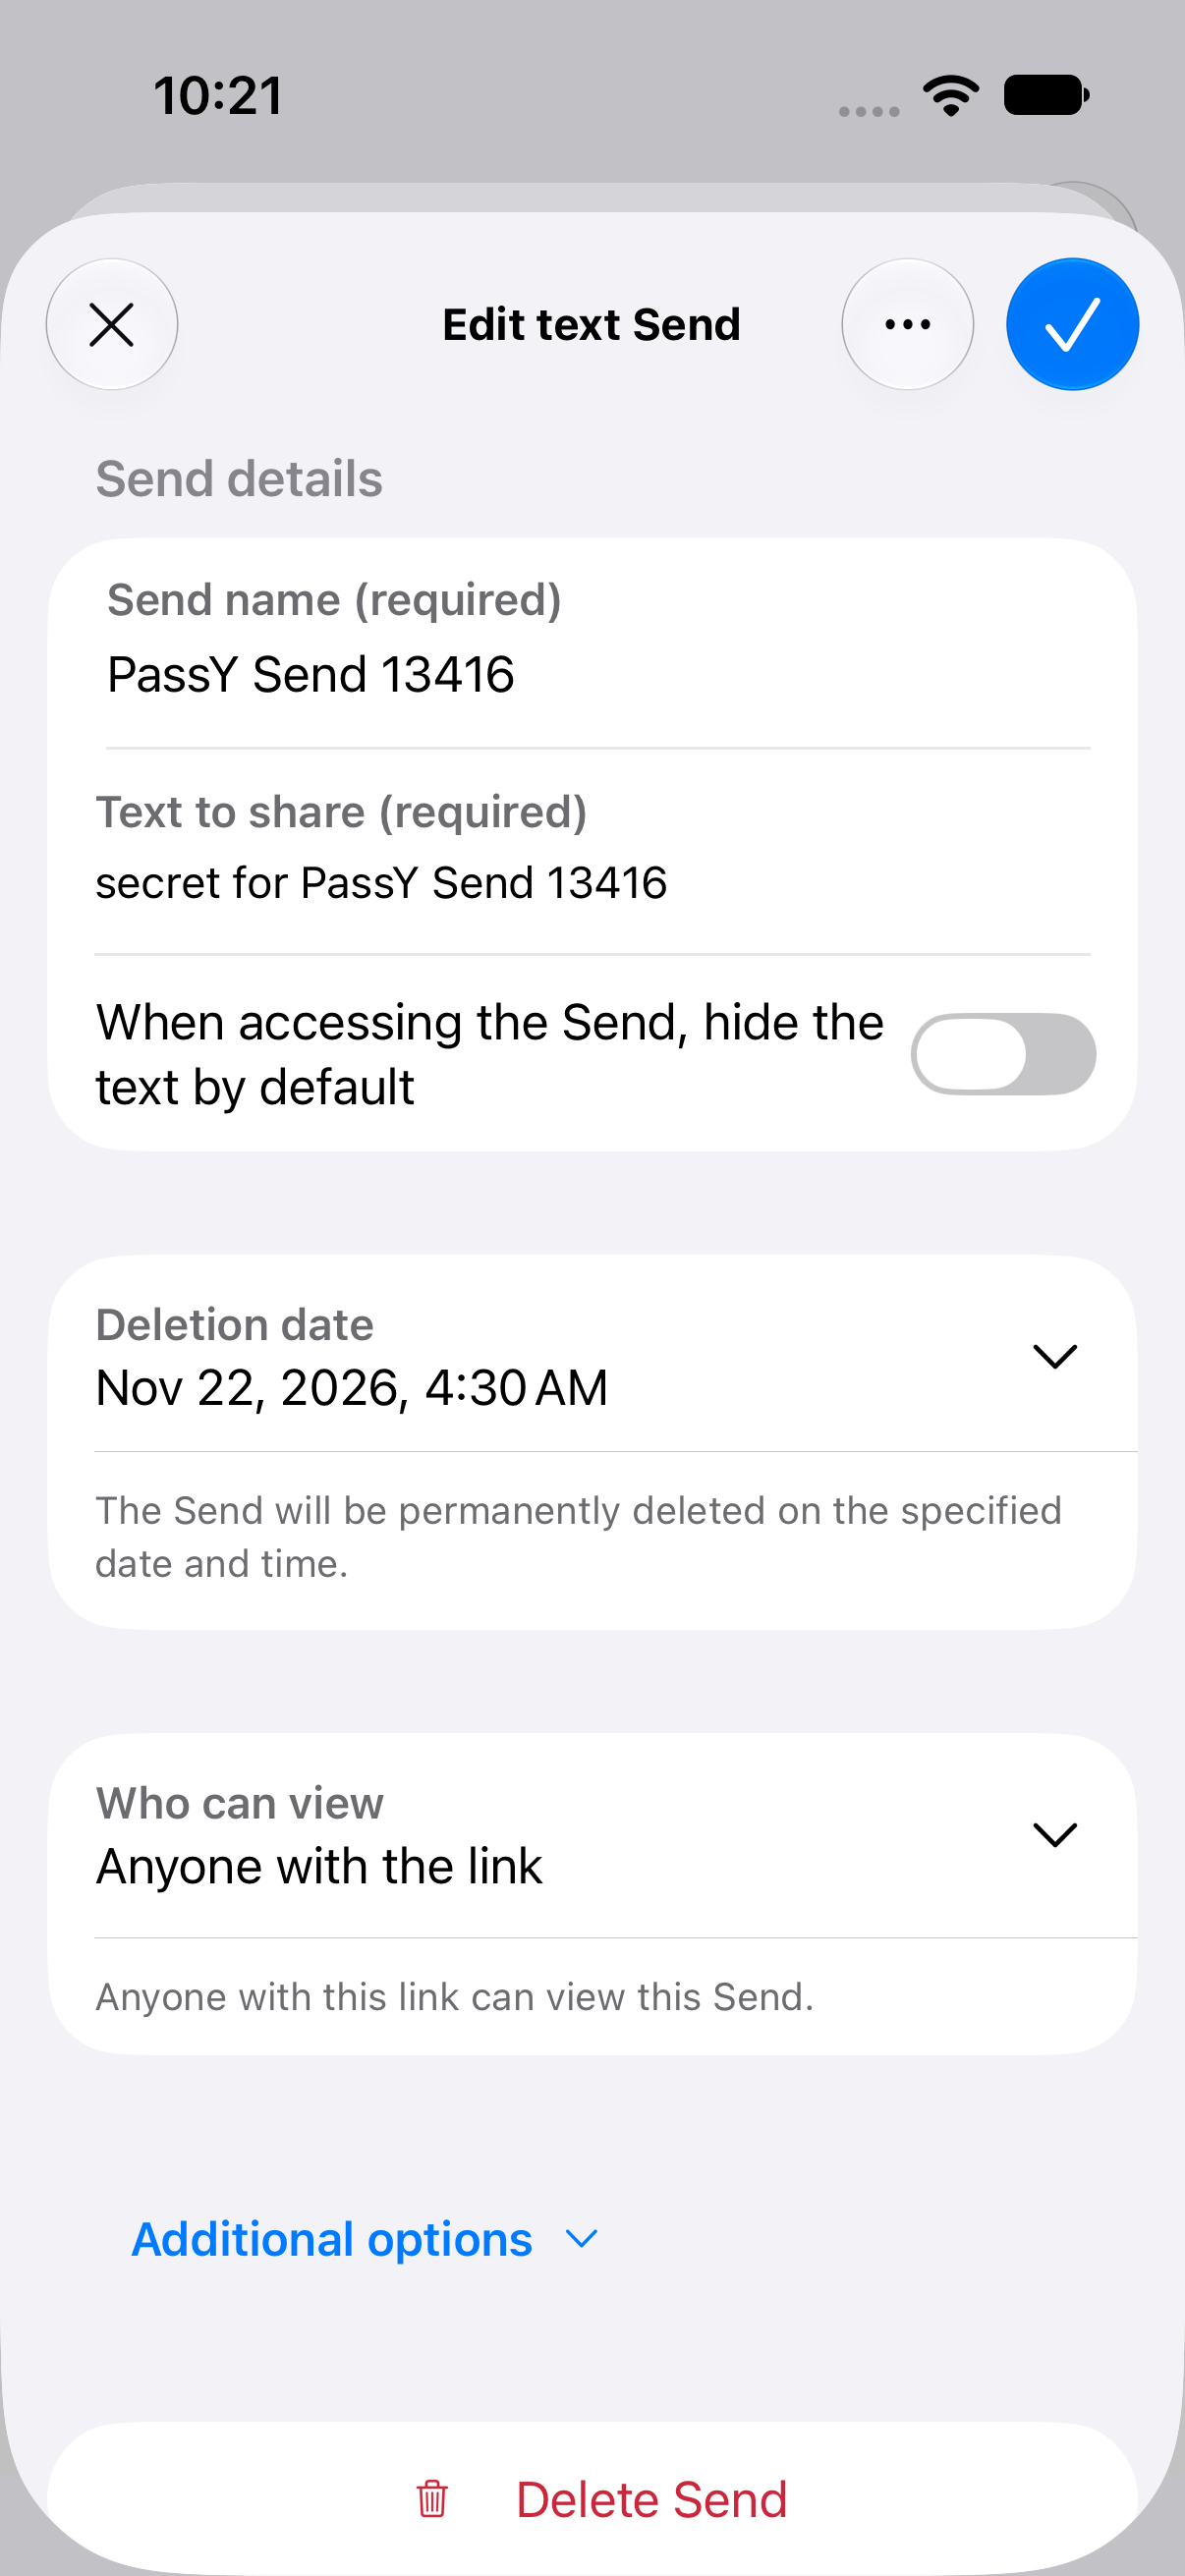 10:21
Edit text Send
Send details
Send name (required)
PassY Send 13416
Text to share (required)
secret for PassY Send 13416
When accessing the Send, hide the
text by default
Deletion date
Nov 22, 2026, 4:30 AM
The Send will be permanently deleted on the specified
date and time.
Who can view
Anyone with the link
Anyone with this link can view this Send.
Additional options
Delete Send